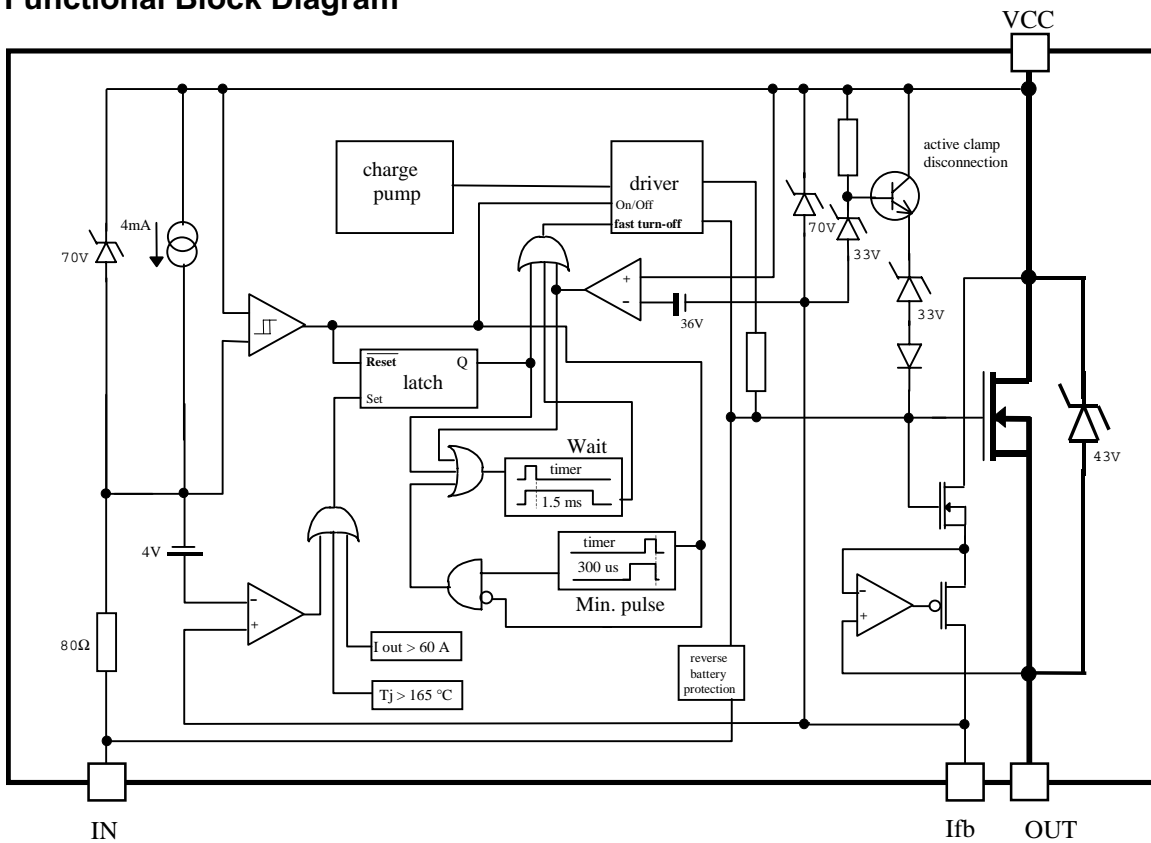 Functional Block Diagram
VCC
active clamp
disconnection
charge
pump
driver
On/Off
fast turn-off
4mA
70V
70V
33V
+
-
36V
33V
Reset
Q
latch
Set
43V
Wait
timer
1.5 ms
4V
timer
300 us
Min. pulse
-
+
-
+
80Ω
I out > 60 A
Tj > 165 °C
reverse
battery
protection
IN
Ifb
OUT